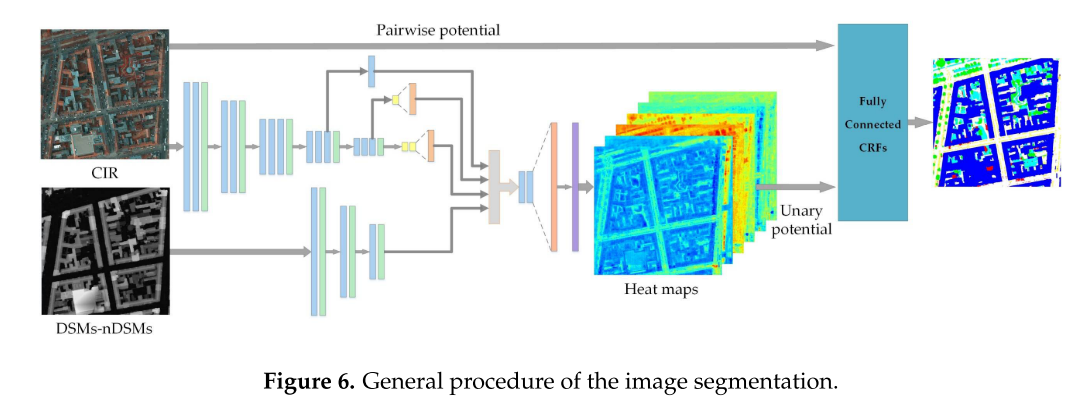 Pairwise potential
CIR
DSMs-nDSMs
Heat maps
Unary
potential
Fully
Connected
CRFs
Figure 6. General procedure of the image segmentation.